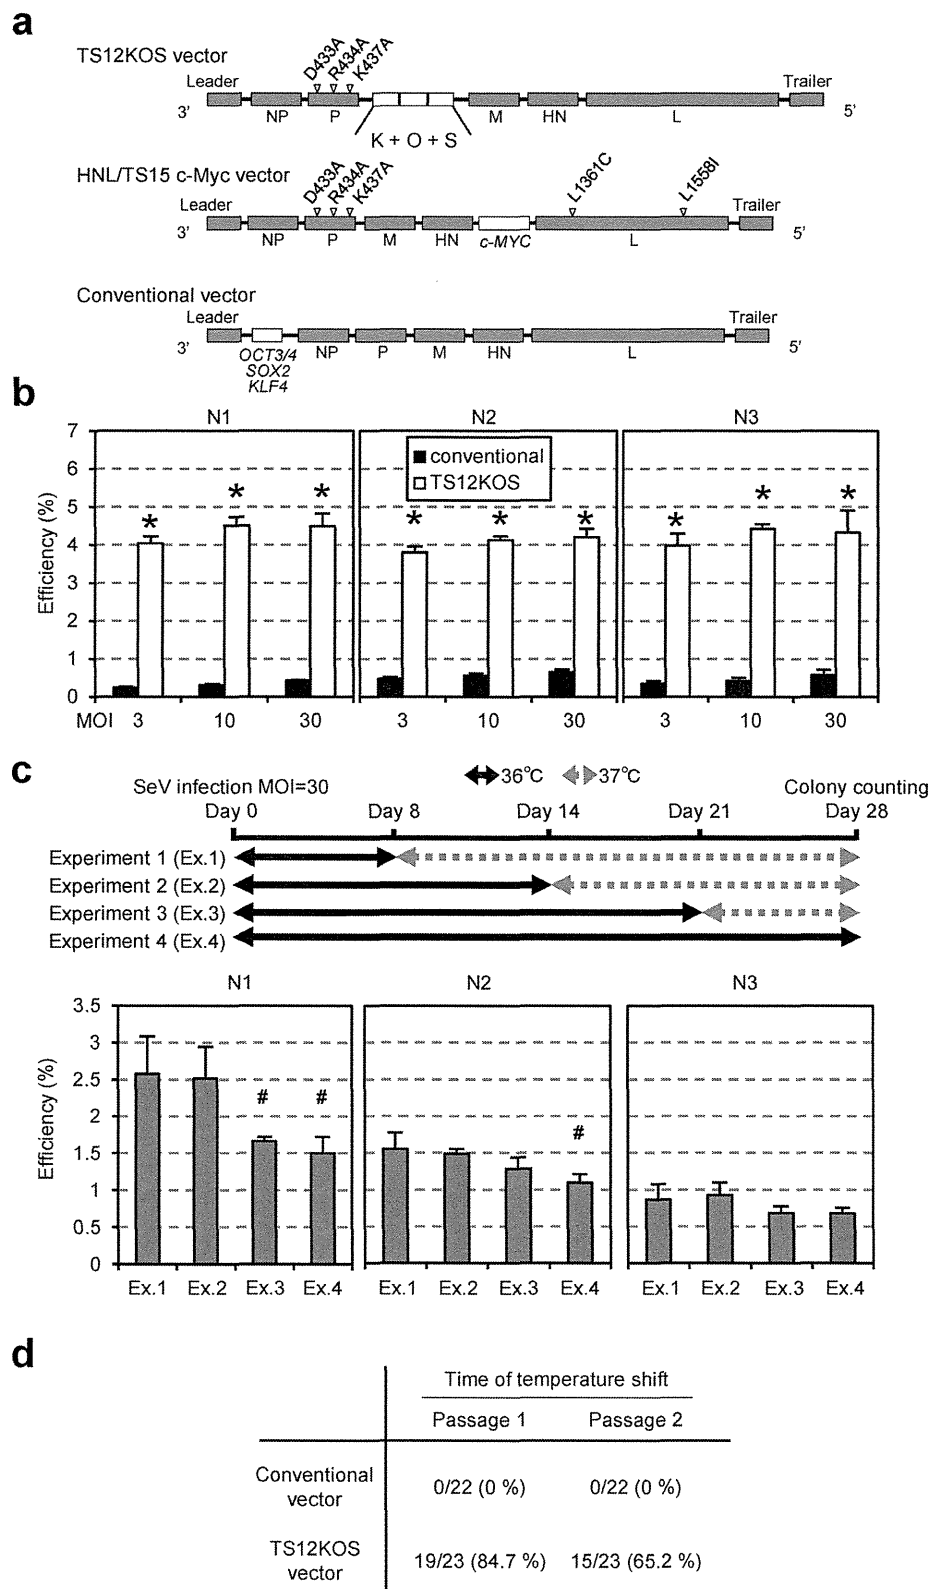 a
TS12KOS vector
D433A
R434A
K437A
Leader
Trailer
3'
NP
P
K + O + S
M
HN
L
5'
HNL/TS15 c-Myc vector
D433A
R434A
K437A
L1361C
L1558I
Leader
Trailer
3'
NP
P
M
HN
c-MYC
L
5'
Conventional vector
Leader
Trailer
3'
OCT3/4
SOX2
KLF4
NP
P
M
HN
L
5'
b
N1 N2 N3
Efficiency (%)
7
6
5
4
3
2
1
0
conventional
TS12KOS
* * * * * * * * *
MOI 3 10 30 3 10 30 3 10 30
c
36°C 37°C
SeV infection MOI=30
Colony counting
Day 0 Day 8 Day 14 Day 21 Day 28
Experiment 1 (Ex.1)
Experiment 2 (Ex.2)
Experiment 3 (Ex.3)
Experiment 4 (Ex.4)
N1 N2 N3
Efficiency (%)
3.5
3
2.5
2
1.5
1
0.5
0
# # #
Ex.1 Ex.2 Ex.3 Ex.4 Ex.1 Ex.2 Ex.3 Ex.4 Ex.1 Ex.2 Ex.3 Ex.4
d
Time of temperature shift
Passage 1 Passage 2
Conventional
vector
0/22 (0 %) 0/22 (0 %)
TS12KOS
vector
19/23 (84.7 %) 15/23 (65.2 %)